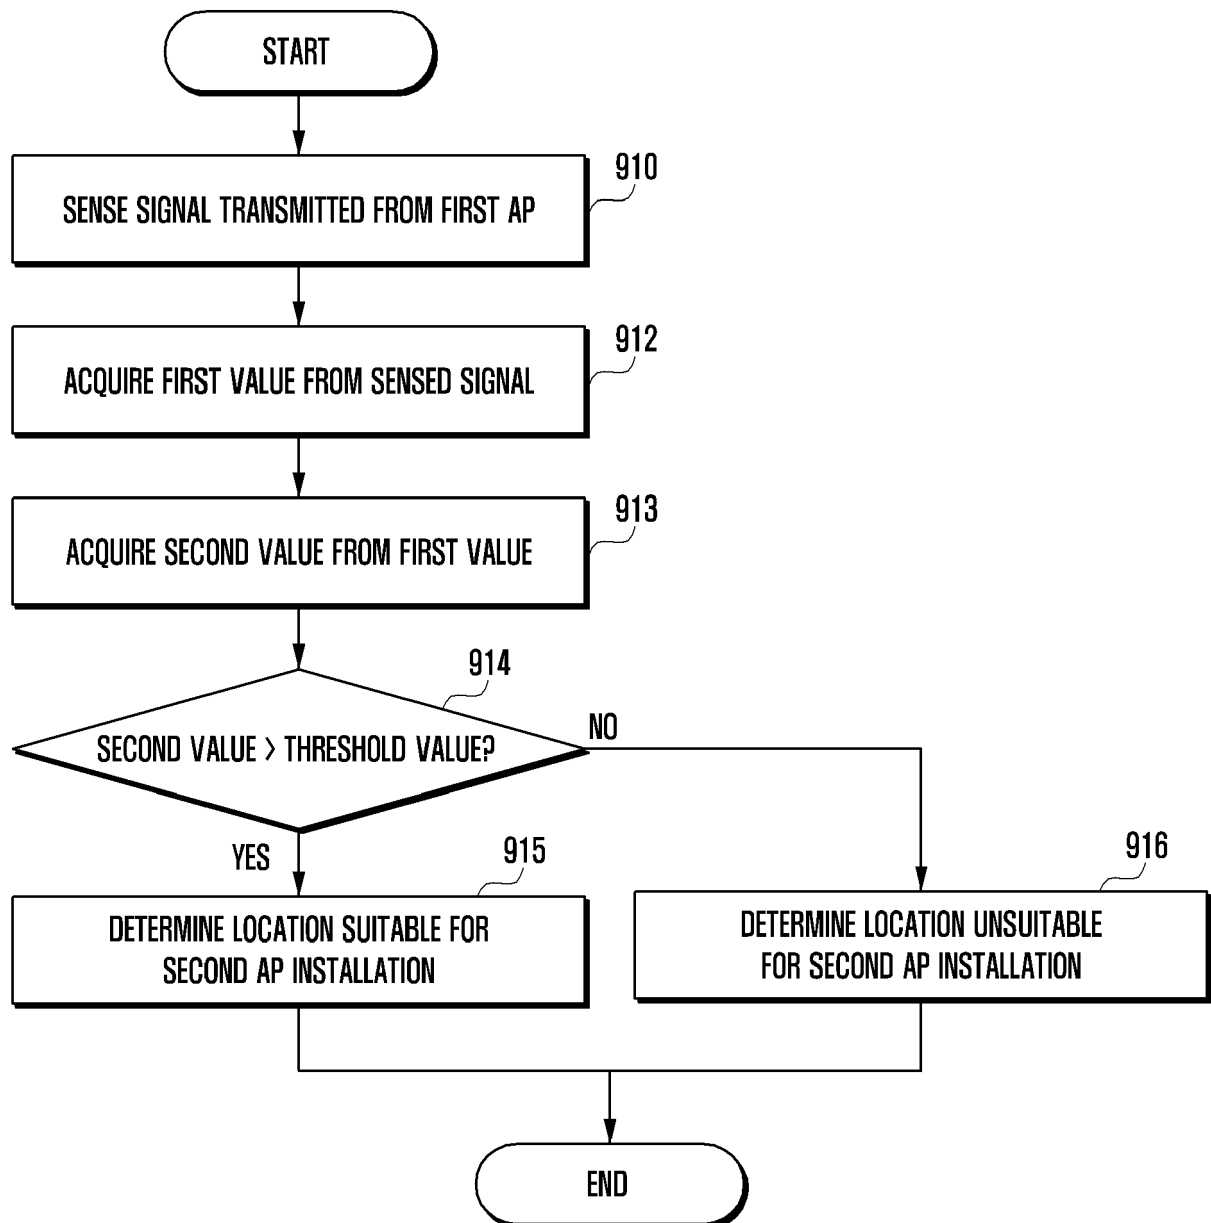 START
910
SENSE SIGNAL TRANSMITTED FROM FIRST AP
912
ACQUIRE FIRST VALUE FROM SENSED SIGNAL
913
ACQUIRE SECOND VALUE FROM FIRST VALUE
914
SECOND VALUE > THRESHOLD VALUE?
NO
YES
915
DETERMINE LOCATION SUITABLE FOR
SECOND AP INSTALLATION
916
DETERMINE LOCATION UNSUITABLE
FOR SECOND AP INSTALLATION
END